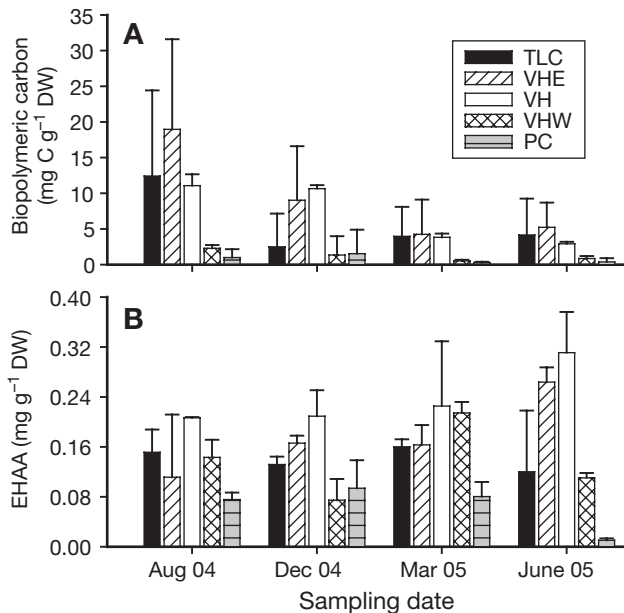 A
Biopolymeric carbon
(mg C g⁻¹ DW)
35
30
25
20
15
10
5
0
TLC
VHE
VH
VHW
PC
B
EHAA (mg g⁻¹ DW)
0.40
0.32
0.24
0.16
0.08
0.00
Aug 04 Dec 04 Mar 05 June 05
Sampling date